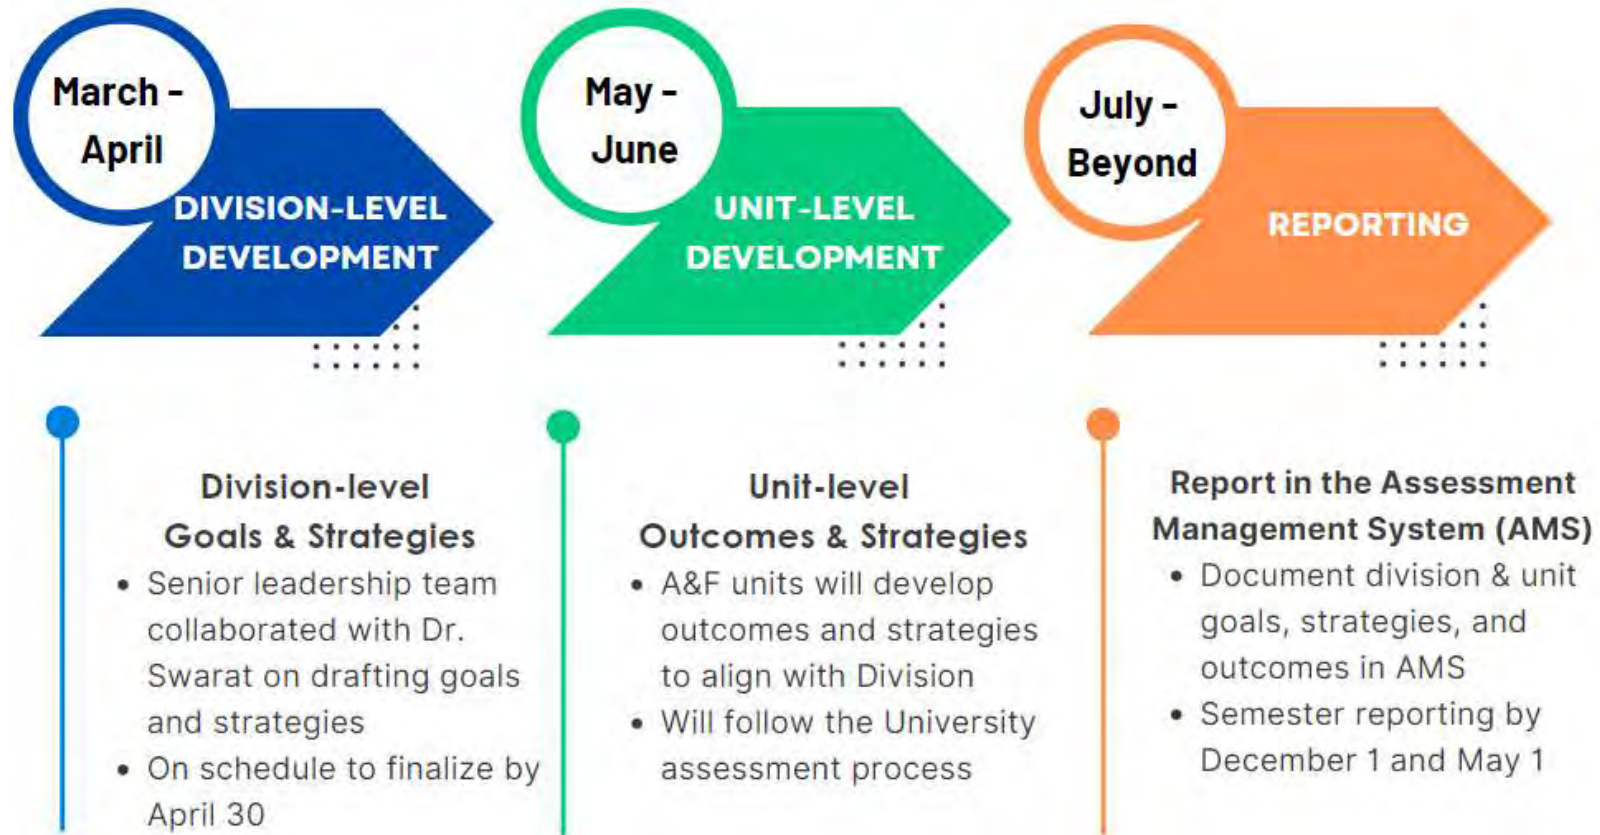 March -
April
DIVISION-LEVEL
DEVELOPMENT
May -
June
UNIT-LEVEL
DEVELOPMENT
July -
Beyond
REPORTING
Division-level
Goals & Strategies
• Senior leadership team
collaborated with Dr.
Swarat on drafting goals
and strategies
• On schedule to finalize by
April 30
Unit-level
Outcomes & Strategies
• A&F units will develop
outcomes and strategies
to align with Division
• Will follow the University
assessment process
Report in the Assessment
Management System (AMS)
• Document division & unit
goals, strategies, and
outcomes in AMS
• Semester reporting by
December 1 and May 1